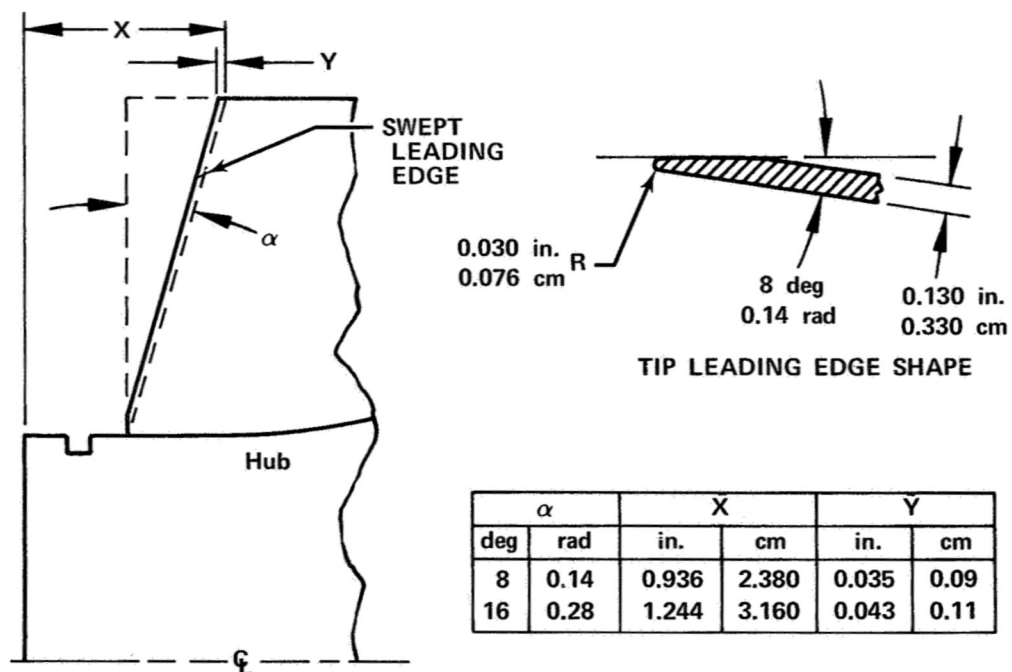 X
Y
SWEPT
LEADING
EDGE
α
Hub
℄
0.030 in.
0.076 cm
R
8 deg
0.14 rad
0.130 in.
0.330 cm
TIP LEADING EDGE SHAPE
α X Y
deg rad in. cm in. cm
8 0.14 0.936 2.380 0.035 0.09
16 0.28 1.244 3.160 0.043 0.11